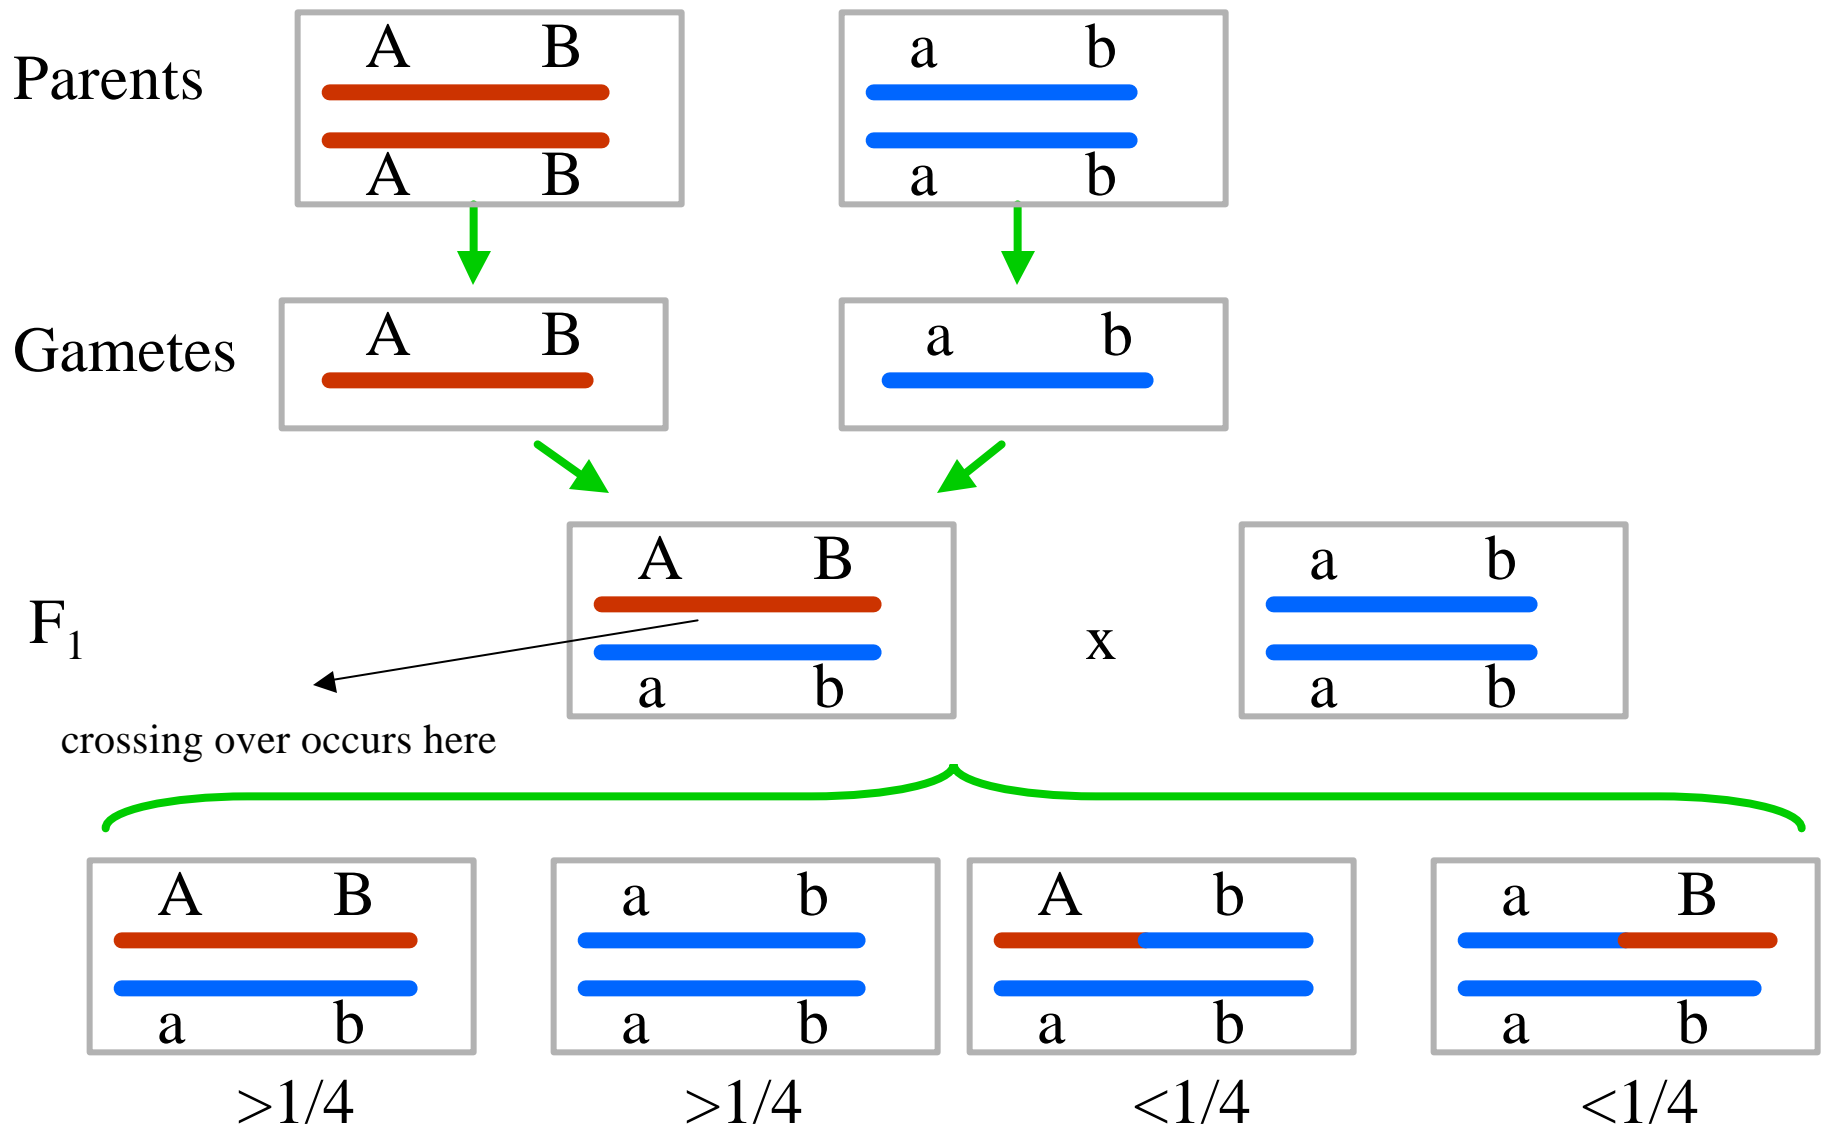 A B a b
Parents
A B a b
A B a b
Gametes
A B a b
F1
x
a b a b
crossing over occurs here
A B a b A b a B
a b a b a b a b
>1/4 >1/4 <1/4 <1/4